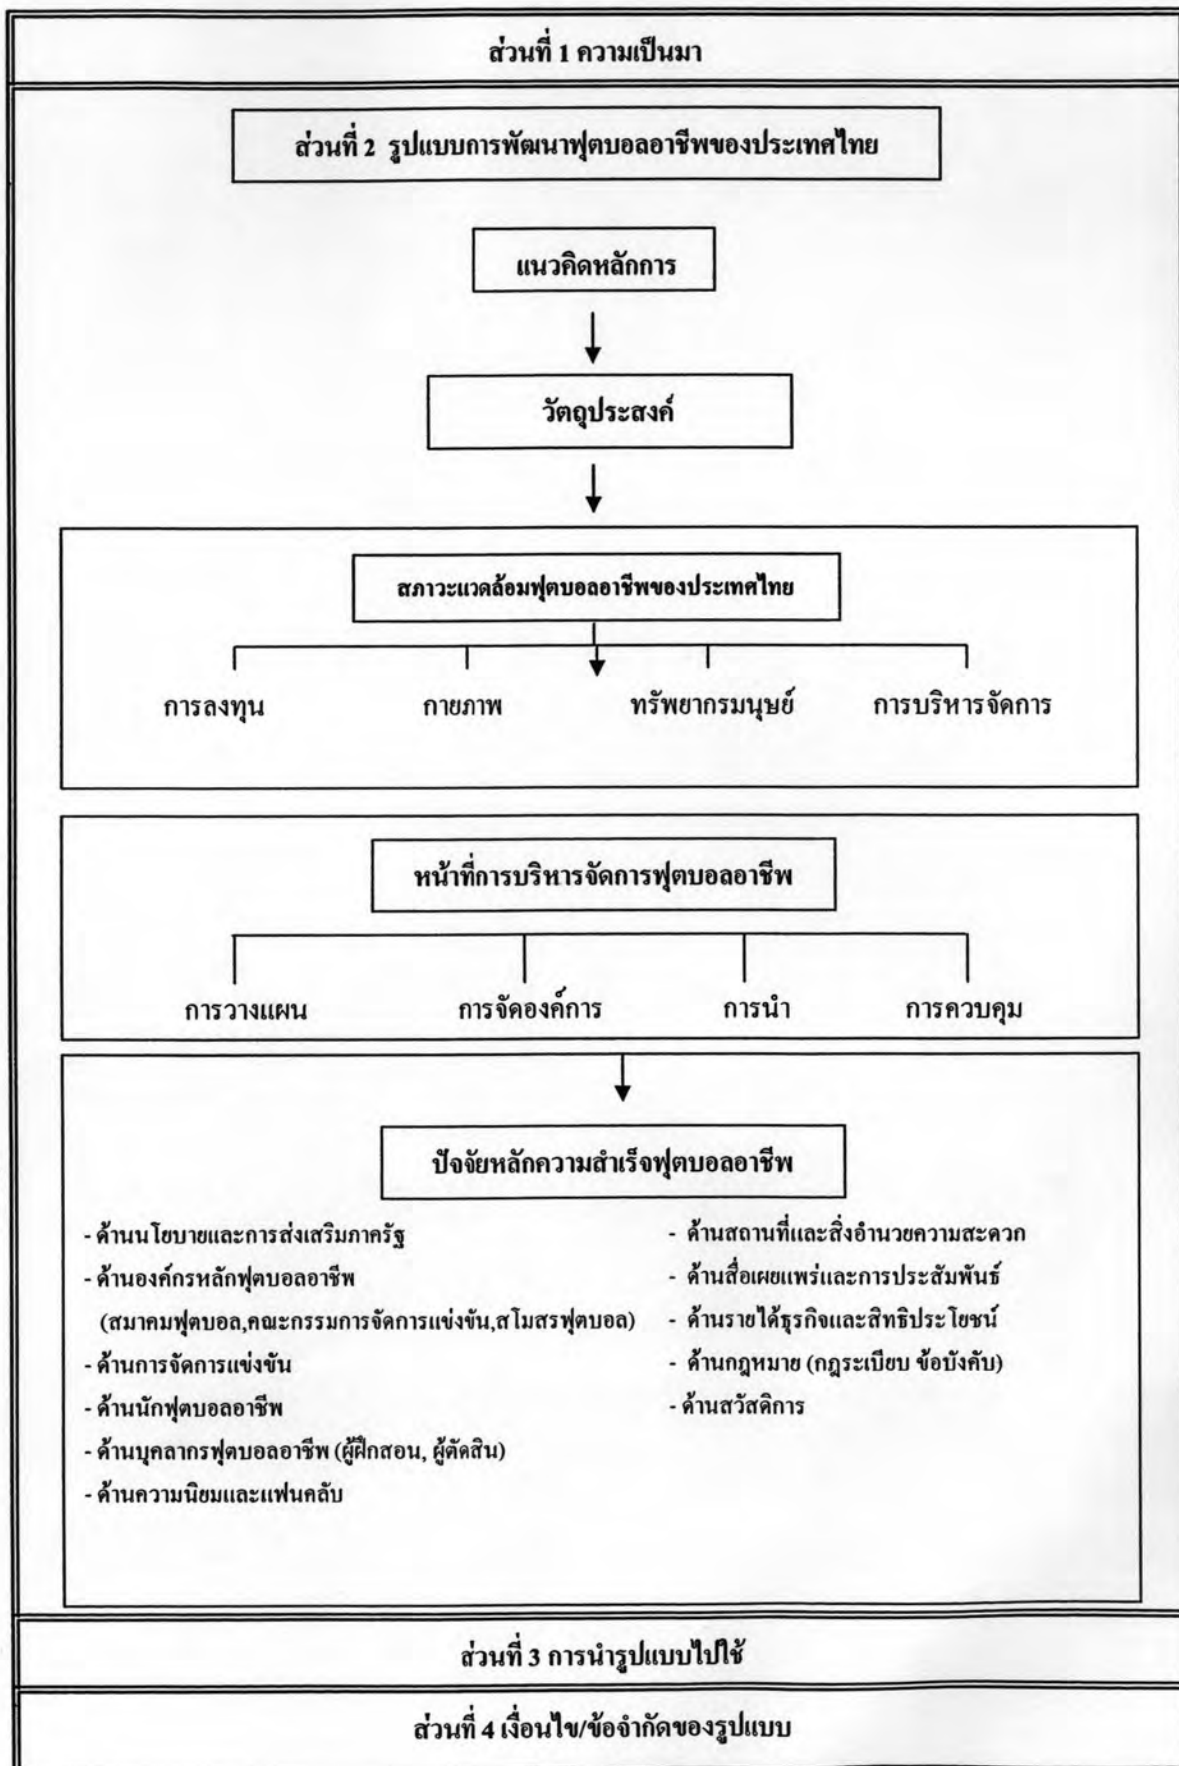 ส่วนที่ 1 ความเป็นมา
ส่วนที่ 2 รูปแบบการพัฒนาฟุตบอลอาชีพของประเทศไทย
แนวคิดหลักการ
วัตถุประสงค์
สภาวะแวดล้อมฟุตบอลอาชีพของประเทศไทย
การลงทุน กายภาพ ทรัพยากรมนุษย์ การบริหารจัดการ
หน้าที่การบริหารจัดการฟุตบอลอาชีพ
การวางแผน การจัดองค์การ การนำ การควบคุม
ปัจจัยหลักความสำเร็จฟุตบอลอาชีพ
- ด้านนโยบายและการส่งเสริมภาครัฐ
- ด้านองค์กรหลักฟุตบอลอาชีพ
(สมาคมฟุตบอล,คณะกรรมการจัดการแข่งขัน,สโมสรฟุตบอล)
- ด้านการจัดการแข่งขัน
- ด้านนักฟุตบอลอาชีพ
- ด้านบุคลากรฟุตบอลอาชีพ (ผู้ฝึกสอน, ผู้ตัดสิน)
- ด้านความนิยมและแฟนคลับ
- ด้านสถานที่และสิ่งอำนวยความสะดวก
- ด้านสื่อเผยแพร่และการประสัมพันธ์
- ด้านรายได้ธุรกิจและสิทธิประโยชน์
- ด้านกฎหมาย (กฎระเบียบ ข้อบังคับ)
- ด้านสวัสดิการ
ส่วนที่ 3 การนำรูปแบบไปใช้
ส่วนที่ 4 เงื่อนไข/ข้อจำกัดของรูปแบบ